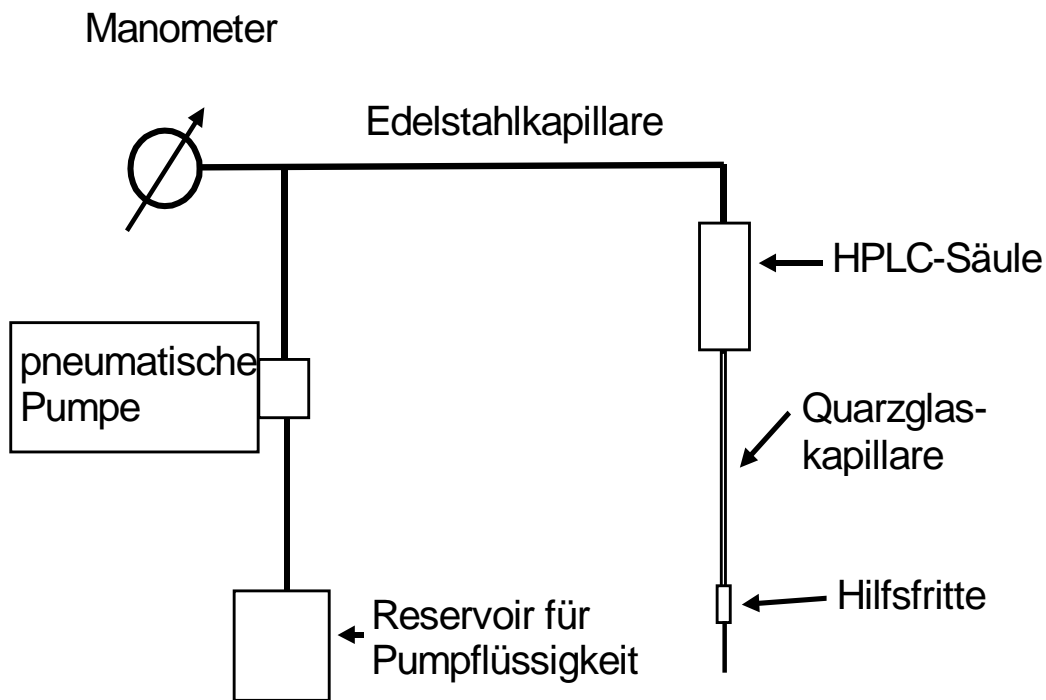 Manometer
Edelstahlkapillare
HPLC-Säule
pneumatische
Pumpe
Quarzglas-
kapillare
Hilfsfritte
Reservoir für
Pumpflüssigkeit